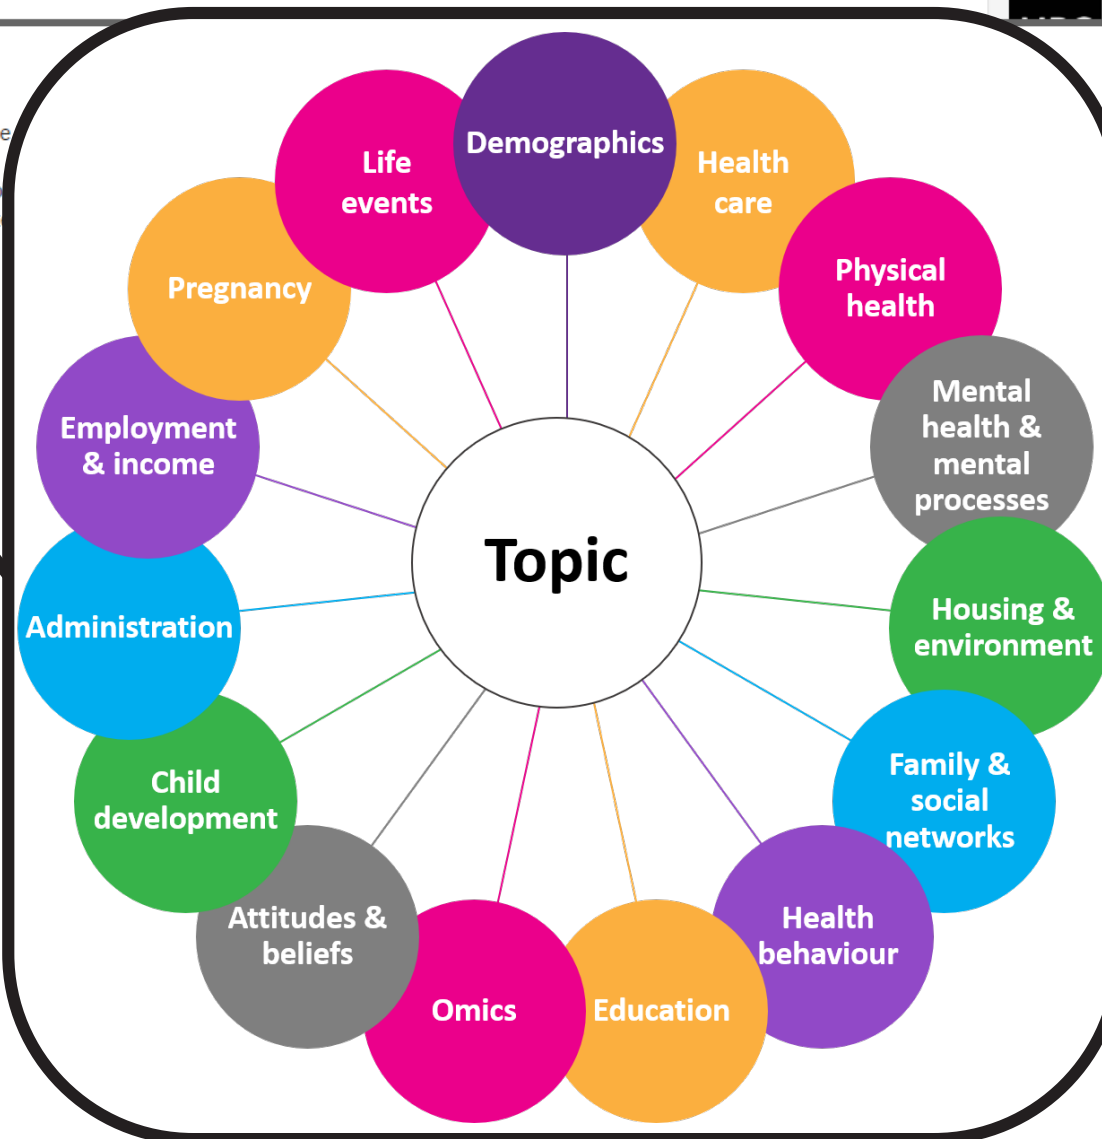 Demographics
Health
care
Physical
health
Mental
health &
mental
processes
Housing &
environment
Family &
social
networks
Health
behaviour
Education
Omics
Attitudes &
beliefs
Child
development
Administration
Employment
& income
Pregnancy
Life
events
Topic